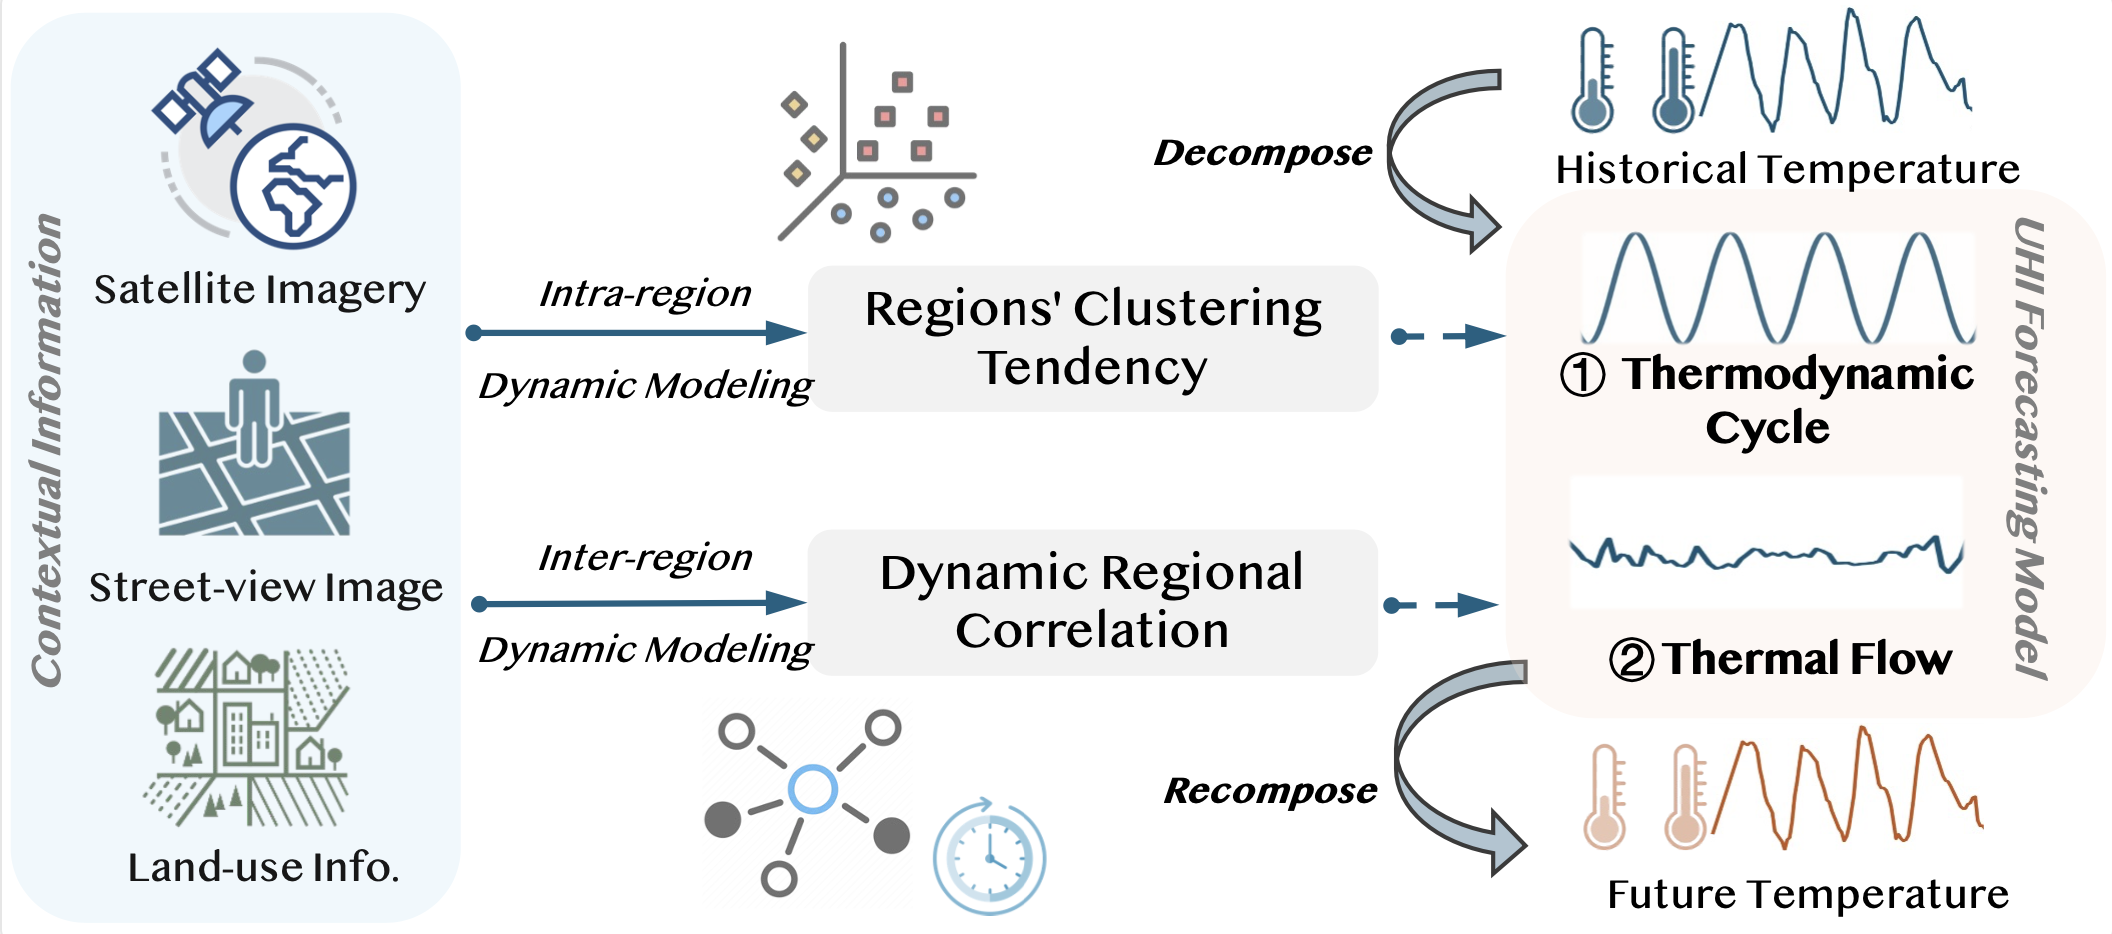 Contextual Information
Satellite Imagery
Street-view Image
Land-use Info.
Intra-region
Dynamic Modeling
Regions' Clustering
Tendency
Inter-region
Dynamic Modeling
Dynamic Regional
Correlation
Decompose
Historical Temperature
① Thermodynamic
Cycle
② Thermal Flow
UHI Forecasting Model
Recompose
Future Temperature